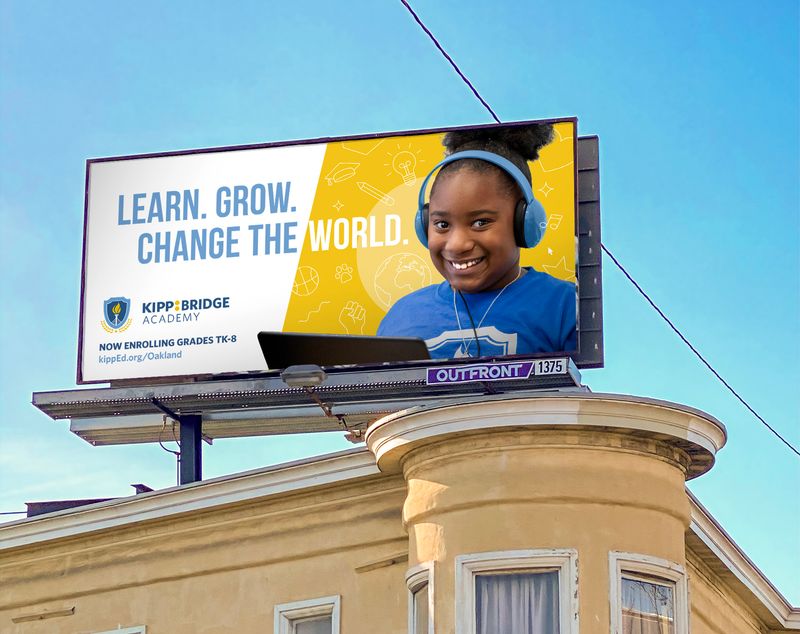 LEARN. GROW.
CHANGE THE WORLD.
KIPP:BRIDGE
ACADEMY
NOW ENROLLING GRADES TK-8
kippEd.org/Oakland
OUTFRONT 1375